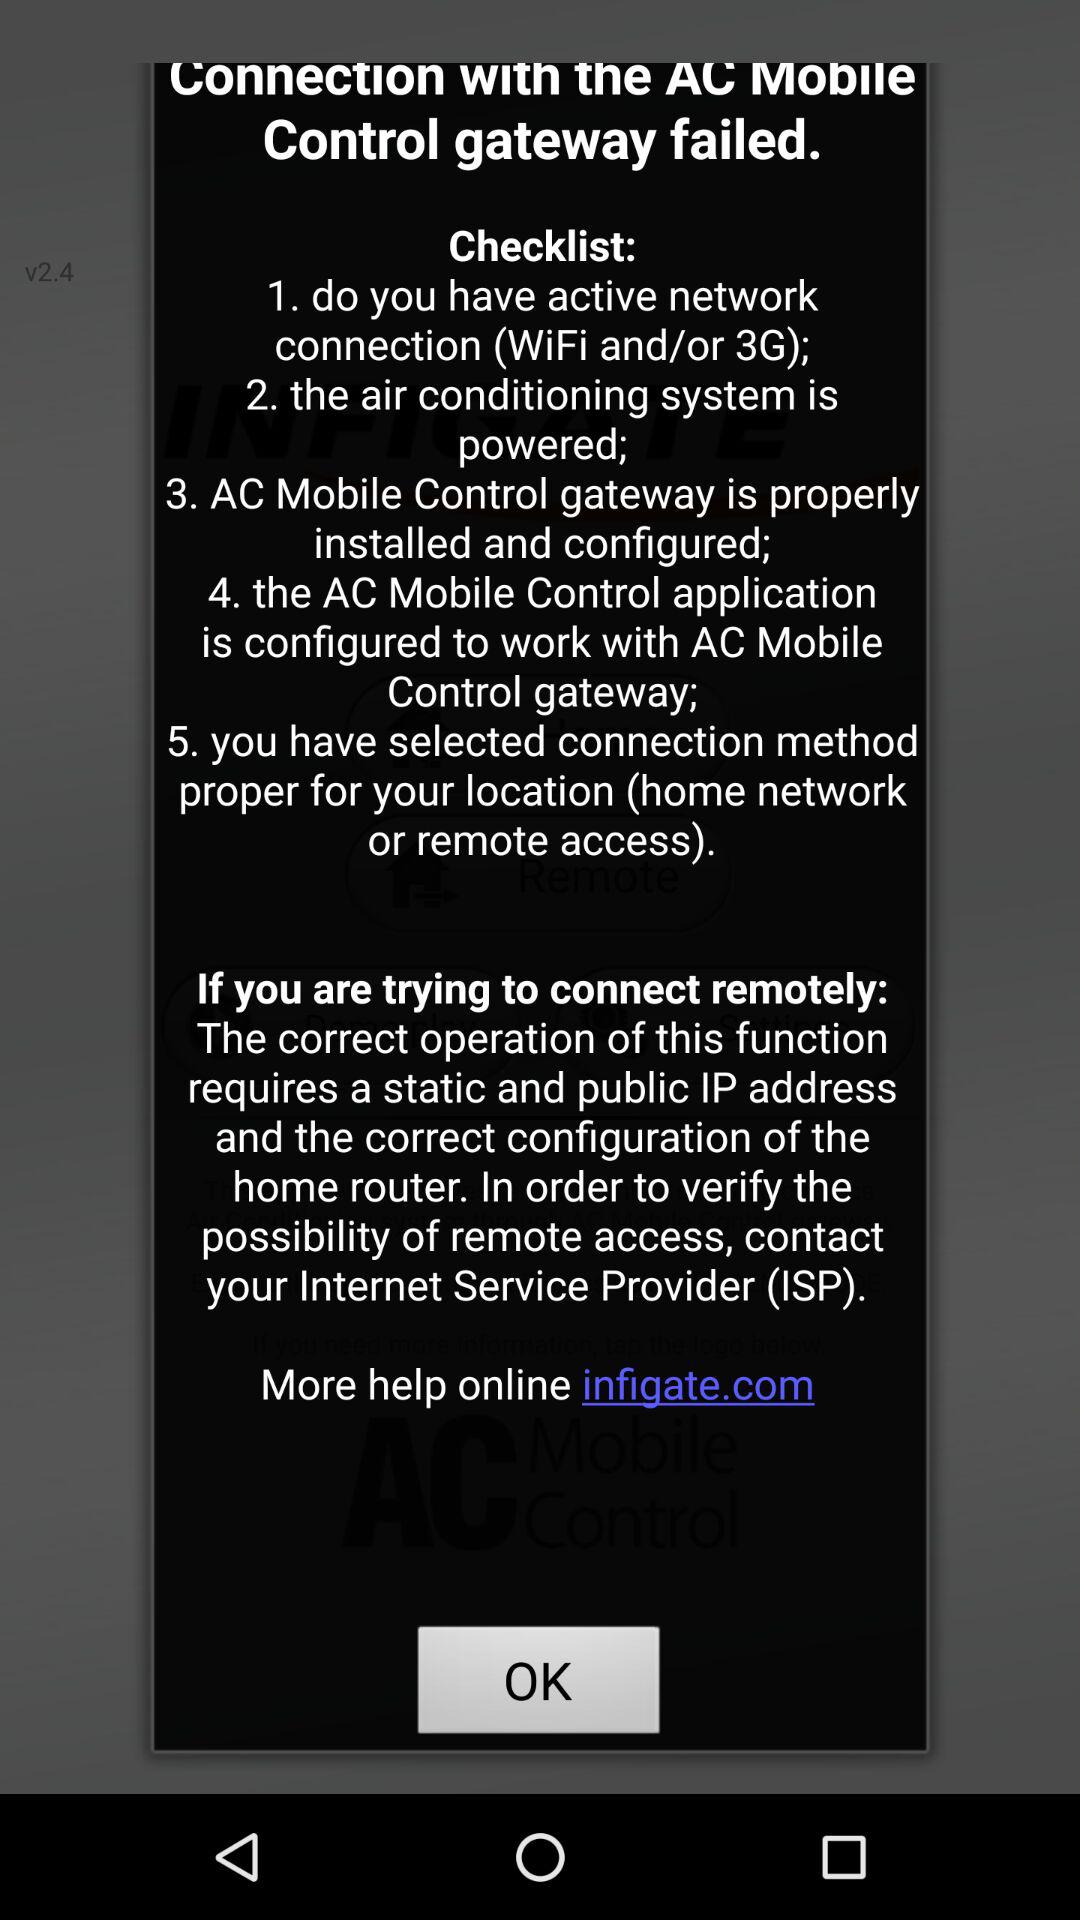 Connection with the AC Mobile
Control gateway failed.
Checklist:
v2.4
1. do you have active network
connection (WiFi and/or 3G);
2. the air conditioning system is
powered;
INFIGATE
3. AC Mobile Control gateway is properly
installed and configured;
4. the AC Mobile Control application
is configured to work with AC Mobile
Control gateway;
5. you have selected connection method
proper for your location (home network
or remote access).
Remote
If you are trying to connect remotely:
The correct operation of this function
requires a static and public IP address
and the correct configuration of the
home router. In order to verify the
possibility of remote access, contact
your Internet Service Provider (ISP).
If you need more information, tap the logo below.
More help online infigate.com
AC Mobile
Control
OK